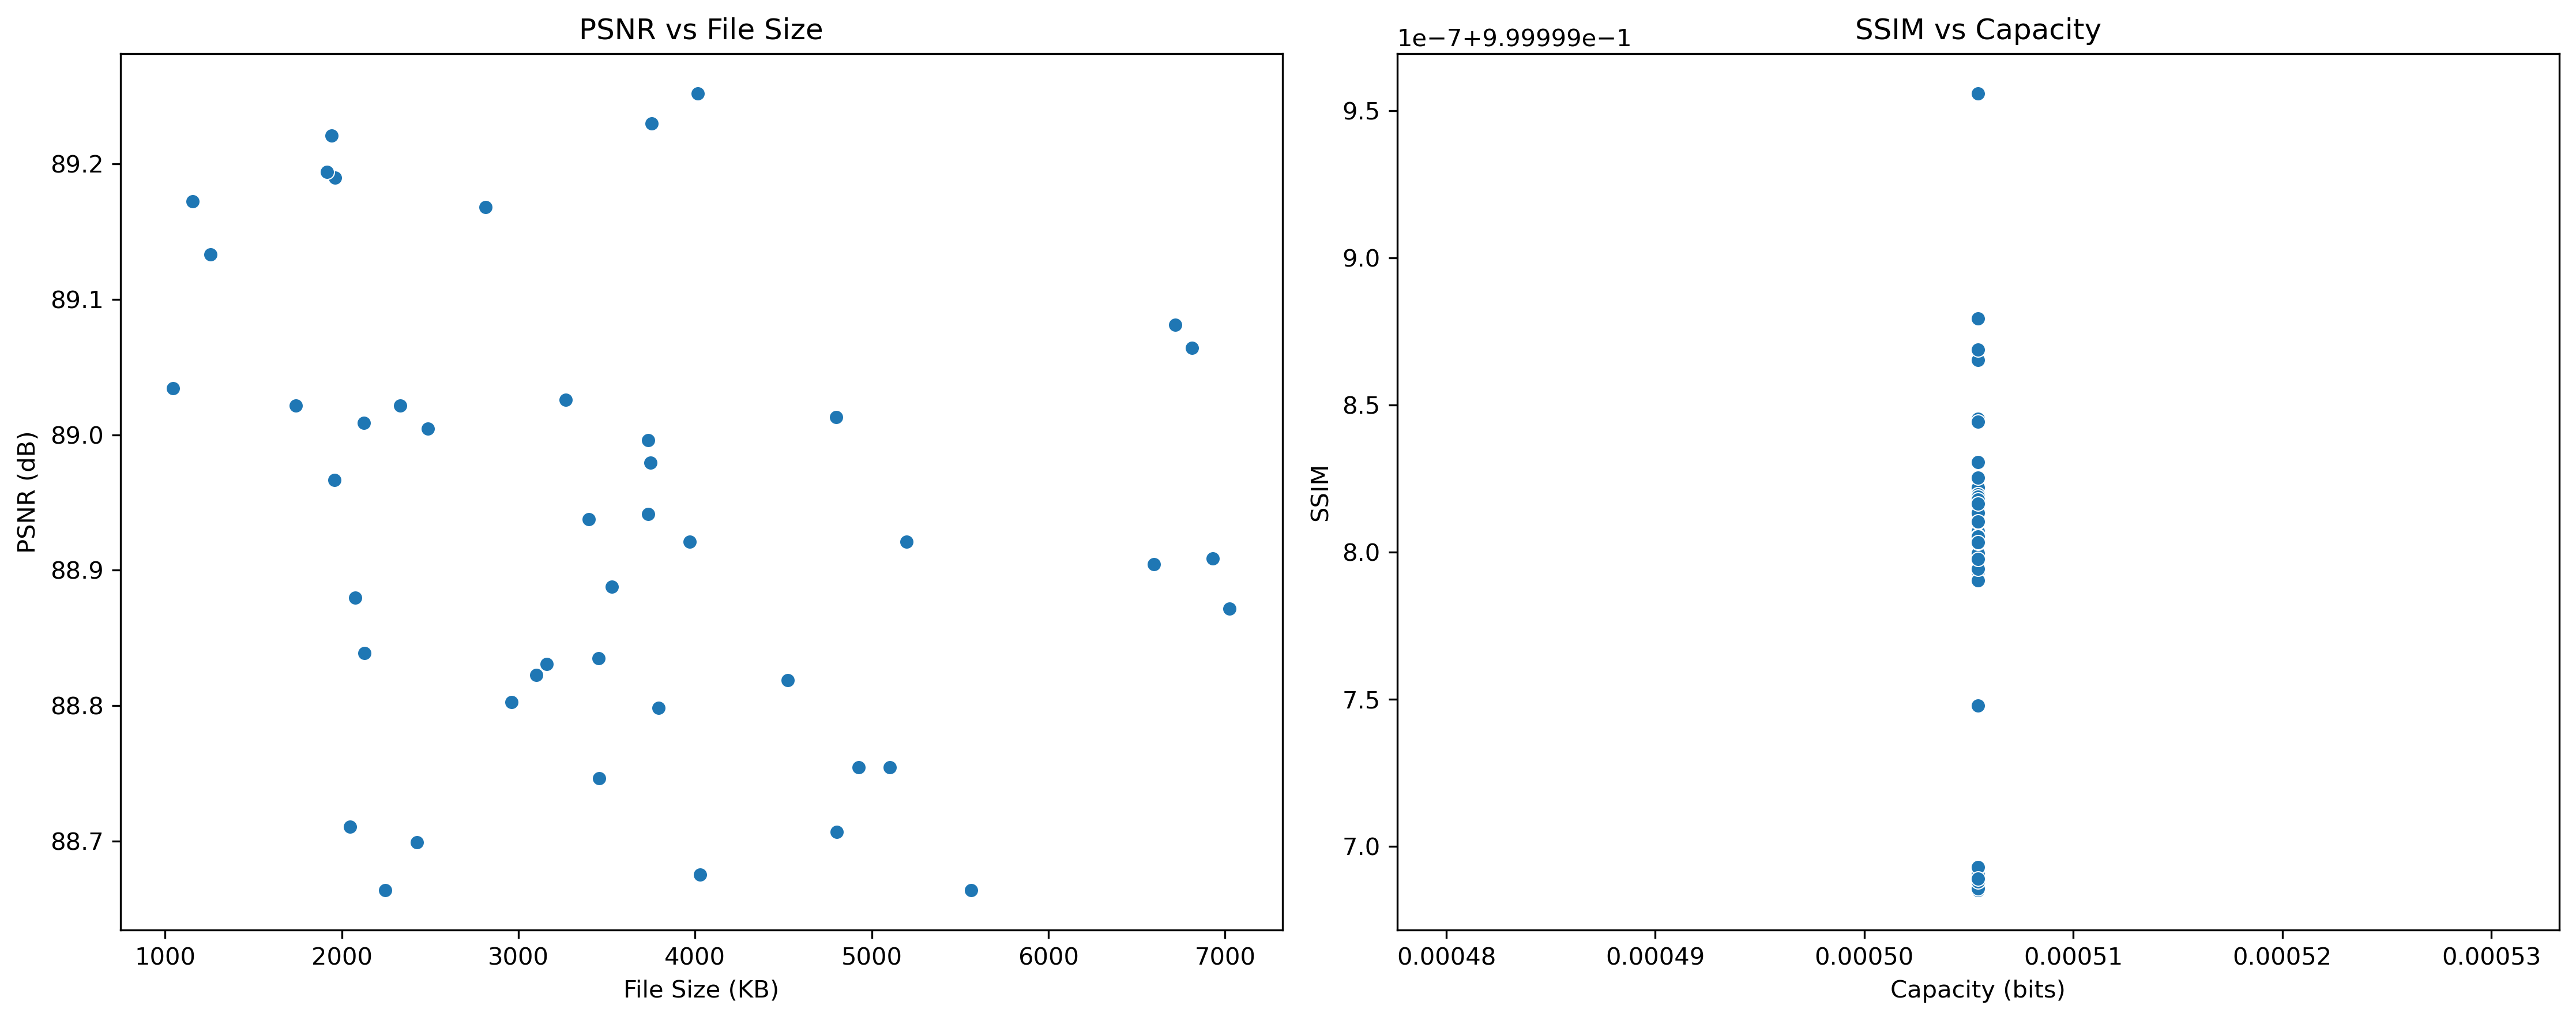 PSNR vs File Size
PSNR (dB)
89.2
89.1
89.0
88.9
88.8
88.7
1000 2000 3000 4000 5000 6000 7000
File Size (KB)
SSIM vs Capacity
1e−7+9.99999e−1
SSIM
9.5
9.0
8.5
8.0
7.5
7.0
0.00048 0.00049 0.00050 0.00051 0.00052 0.00053
Capacity (bits)